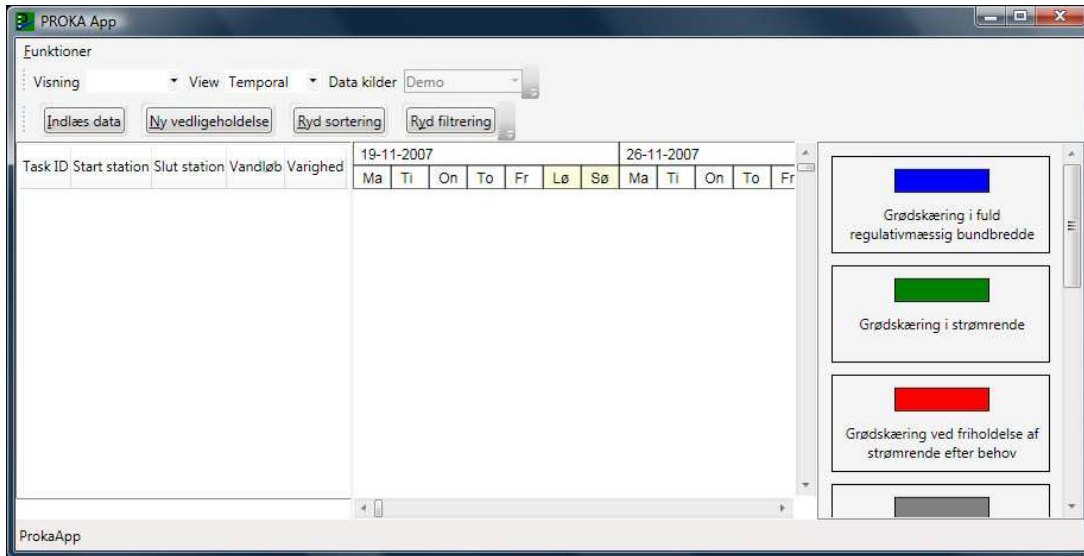 PROKA App
Funktioner
Visning View Temporal Data kilder Demo
Indlæs data Ny vedligeholdelse Ryd sortering Ryd filtrering
Task ID Start station Slut station Vandløb Varighed
19-11-2007 26-11-2007
Ma Ti On To Fr Lø Sø Ma Ti On To Fr
Grødskæring i fuld
regulativmæssig bundbredde
Grødskæring i strømrende
Grødskæring ved friholdelse af
strømrende efter behov
ProkaApp